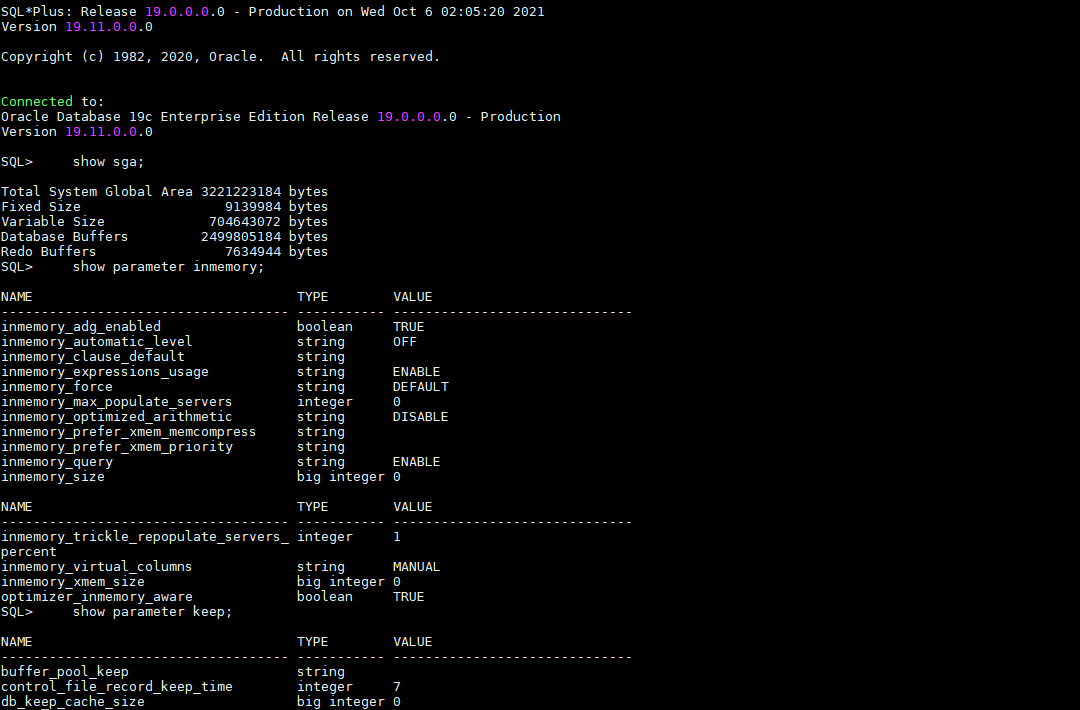 SQL*Plus: Release 19.0.0.0.0 - Production on Wed Oct 6 02:05:20 2021
Version 19.11.0.0.0
Copyright (c) 1982, 2020, Oracle.  All rights reserved.
Connected to:
Oracle Database 19c Enterprise Edition Release 19.0.0.0.0 - Production
Version 19.11.0.0.0
SQL>     show sga;
Total System Global Area 3221223184 bytes
Fixed Size                  9139984 bytes
Variable Size             704643072 bytes
Database Buffers         2499805184 bytes
Redo Buffers                7634944 bytes
SQL>     show parameter inmemory;
NAME                                 TYPE        VALUE
------------------------------------ ----------- ------------------------------
inmemory_adg_enabled                 boolean     TRUE
inmemory_automatic_level             string      OFF
inmemory_clause_default              string
inmemory_expressions_usage           string      ENABLE
inmemory_force                       string      DEFAULT
inmemory_max_populate_servers        integer     0
inmemory_optimized_arithmetic        string      DISABLE
inmemory_prefer_xmem_memcompress     string
inmemory_prefer_xmem_priority        string
inmemory_query                       string      ENABLE
inmemory_size                        big integer 0
NAME                                 TYPE        VALUE
------------------------------------ ----------- ------------------------------
inmemory_trickle_repopulate_servers_ integer     1
percent
inmemory_virtual_columns             string      MANUAL
inmemory_xmem_size                   big integer 0
optimizer_inmemory_aware             boolean     TRUE
SQL>     show parameter keep;
NAME                                 TYPE        VALUE
------------------------------------ ----------- ------------------------------
buffer_pool_keep                     string
control_file_record_keep_time        integer     7
db_keep_cache_size                   big integer 0